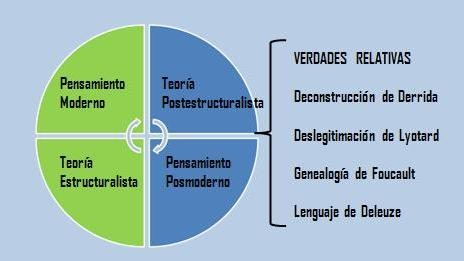 Pensamiento
Moderno
Teoría
Postestructuralista
Teoría
Estructuralista
Pensamiento
Posmoderno
VERDADES RELATIVAS
Deconstrucción de Derrida
Deslegitimación de Lyotard
Genealogía de Foucault
Lenguaje de Deleuze